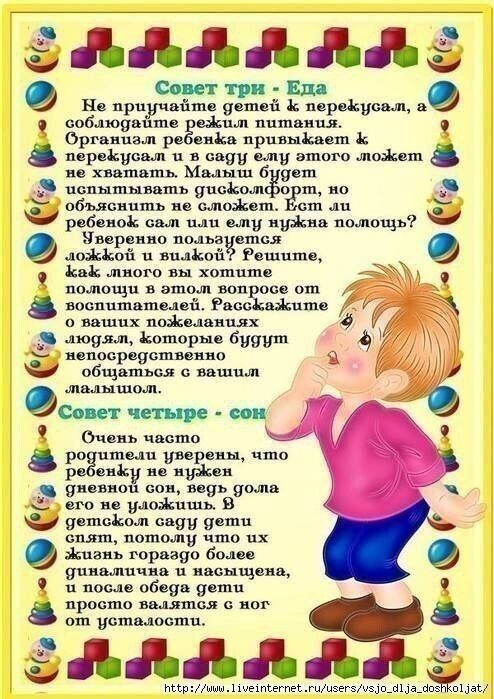 Совет три - Еда
Не приучайте детей к перекусам, а
соблюдайте режим питания.
Организм ребенка привыкает к
перекусам и в саду ему этого может
не хватать. Малыш будет
испытывать дискомфорт, но
объяснить не сможет. Ест ли
ребенок сам или ему нужна помощь?
Уверенно пользуется
ложкой и вилкой? Решите,
как много вы хотите
помощи в этом вопросе от
воспитателей. Расскажите
о ваших пожеланиях
людям, которые будут
непосредственно
общаться с вашим
малышом.
Совет четыре - сон
Очень часто
родители уверены, что
ребенку не нужен
дневной сон, ведь дома
его не уложишь. В
детском саду дети
спят, потому что их
жизнь гораздо более
динамична и насыщена,
и после обеда дети
просто валятся с ног
от усталости.
http://www.liveinternet.ru/users/vsjo_dlja_doshkoljat/